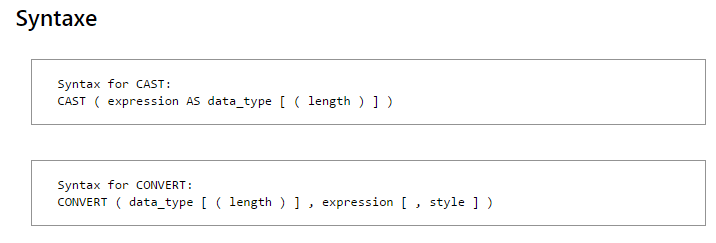 Syntaxe
Syntax for CAST:
CAST ( expression AS data_type [ ( length ) ] )
Syntax for CONVERT:
CONVERT ( data_type [ ( length ) ] , expression [ , style ] )